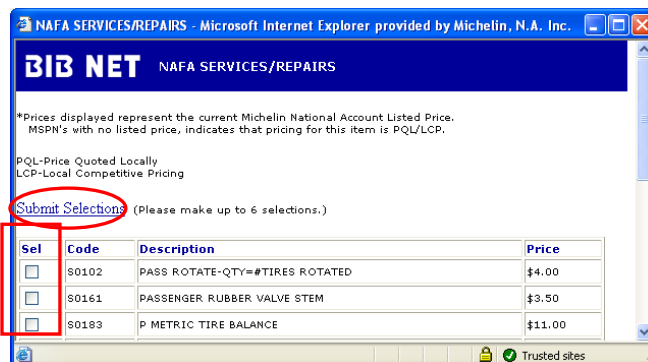 NAFA SERVICES/REPAIRS - Microsoft Internet Explorer provided by Michelin, N.A. Inc.
BIB NET NAFA SERVICES/REPAIRS
*Prices displayed represent the current Michelin National Account Listed Price.
MSPN's with no listed price, indicates that pricing for this item is PQL/LCP.
PQL-Price Quoted Locally
LCP-Local Competitive Pricing
Submit Selections (Please make up to 6 selections.)
Sel Code Description Price
S0102 PASS ROTATE-QTY=#TIRES ROTATED $4.00
S0161 PASSENGER RUBBER VALVE STEM $3.50
S0183 P METRIC TIRE BALANCE $11.00
Trusted sites